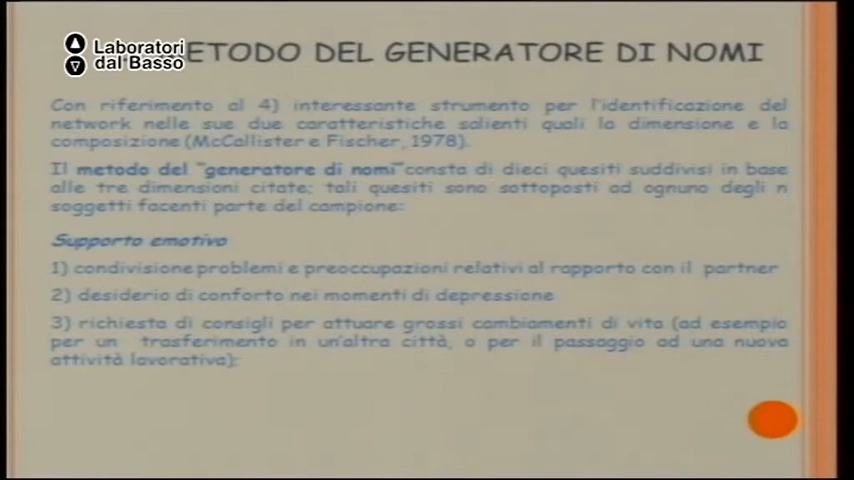 Laboratori
dal Basso
ETODO DEL GENERATORE DI NOMI
Con riferimento al 4) interessante strumento per l'identificazione del
network nelle sue due caratteristiche salienti quali la dimensione e la
composizione (McCallister e Fischer, 1978).
Il metodo del "generatore di nomi" consta di dieci quesiti suddivisi in base
alle tre dimensioni citate; tali quesiti sono sottoposti ad ognuno degli n
soggetti facenti parte del campione:
Supporto emotivo
1) condivisione problemi e preoccupazioni relativi al rapporto con il partner
2) desiderio di conforto nei momenti di depressione
3) richiesta di consigli per attuare grossi cambiamenti di vita (ad esempio
per un trasferimento in un'altra città, o per il passaggio ad una nuova
attività lavorativa);